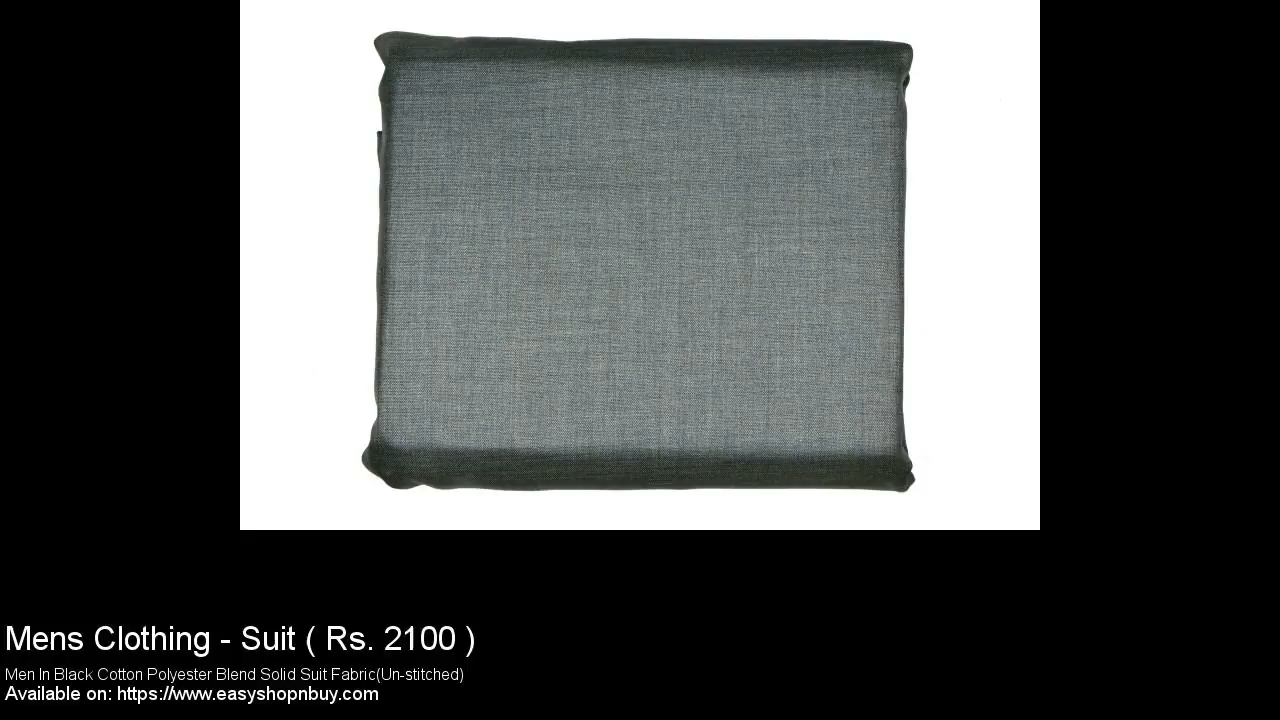 Mens Clothing - Suit ( Rs. 2100 )
Men In Black Cotton Polyester Blend Solid Suit Fabric(Un-stitched)
Available on: https://www.easyshopnbuy.com